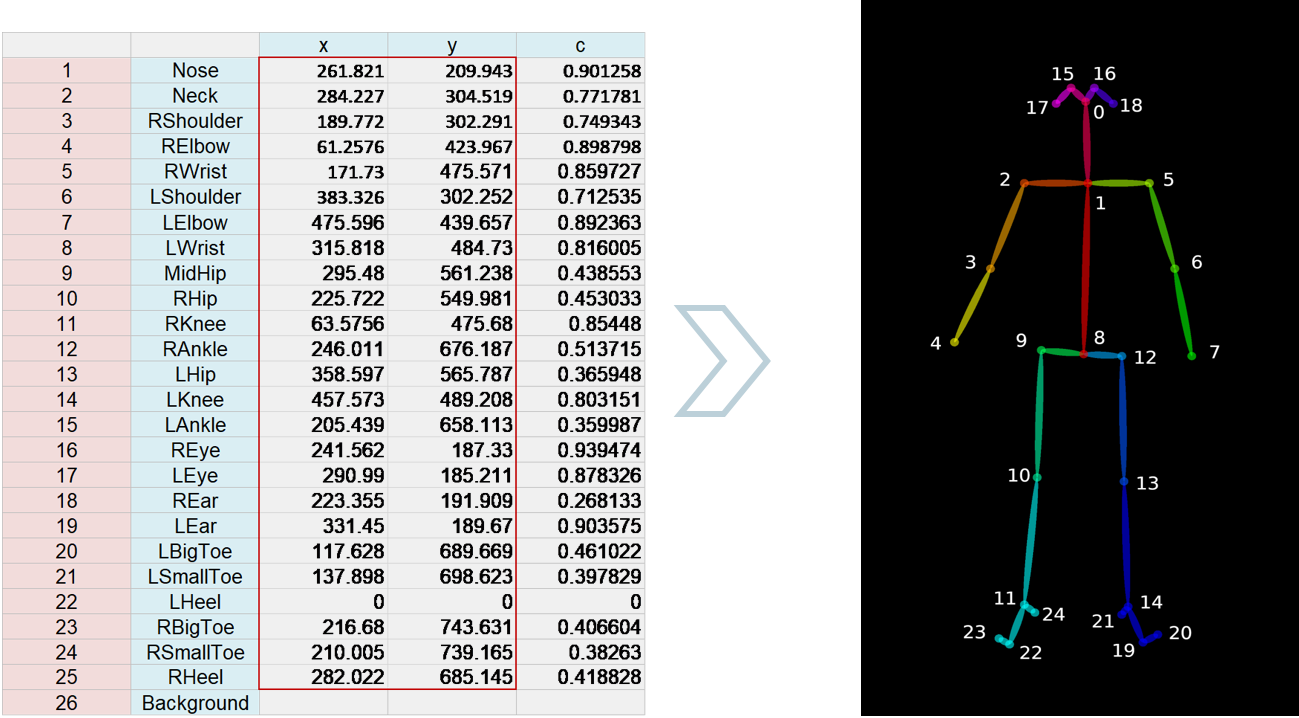 x y c
1 Nose 261.821 209.943 0.901258
2 Neck 284.227 304.519 0.771781
3 RShoulder 189.772 302.291 0.749343
4 RElbow 61.2576 423.967 0.898798
5 RWrist 171.73 475.571 0.859727
6 LShoulder 383.326 302.252 0.712535
7 LElbow 475.596 439.657 0.892363
8 LWrist 315.818 484.73 0.816005
9 MidHip 295.48 561.238 0.438553
10 RHip 225.722 549.981 0.453033
11 RKnee 63.5756 475.68 0.85448
12 RAnkle 246.011 676.187 0.513715
13 LHip 358.597 565.787 0.365948
14 LKnee 457.573 489.208 0.803151
15 LAnkle 205.439 658.113 0.359987
16 REye 241.562 187.33 0.939474
17 LEye 290.99 185.211 0.878326
18 REar 223.355 191.909 0.268133
19 LEar 331.45 189.67 0.903575
20 LBigToe 117.628 689.669 0.461022
21 LSmallToe 137.898 698.623 0.397829
22 LHeel 0 0 0
23 RBigToe 216.68 743.631 0.406604
24 RSmallToe 210.005 739.165 0.38263
25 RHeel 282.022 685.145 0.418828
26 Background
15 16
17 0 18
2 5
1
3 6
4 7
9 8 12
10 13
11 24 14
23 22 21 19 20